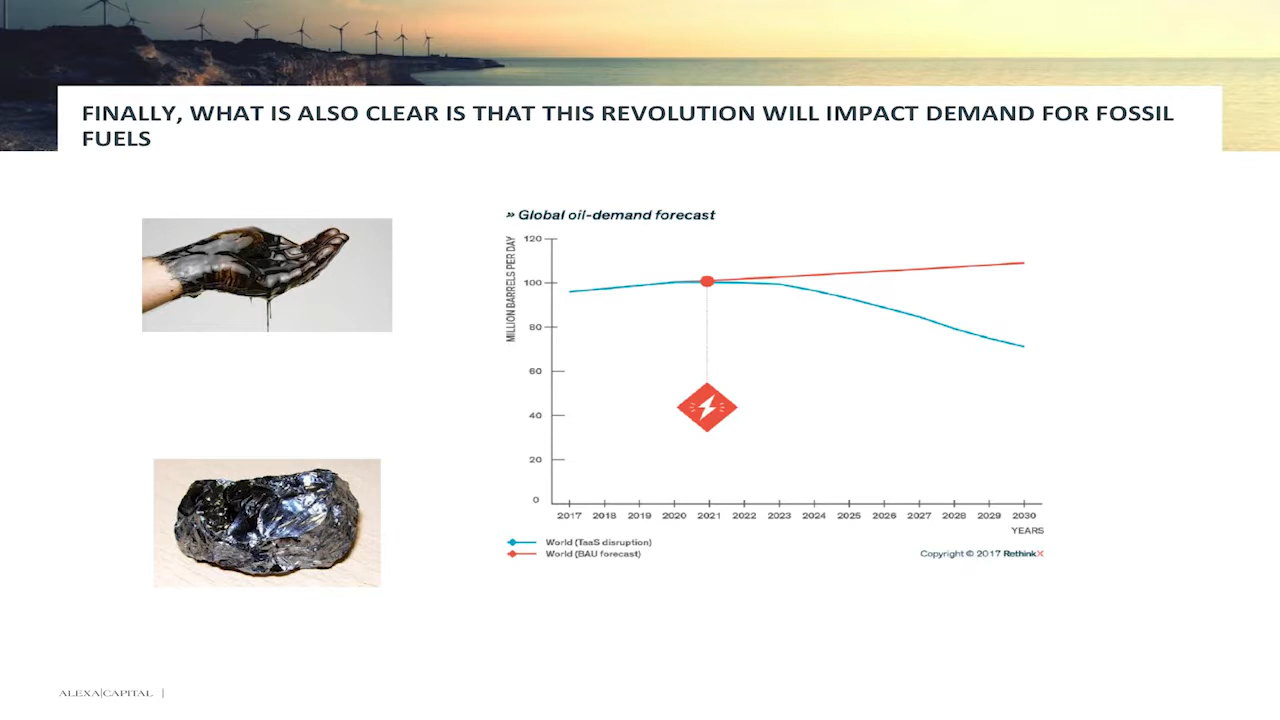 FINALLY, WHAT IS ALSO CLEAR IS THAT THIS REVOLUTION WILL IMPACT DEMAND FOR FOSSIL
FUELS
» Global oil-demand forecast
MILLION BARRELS PER DAY
120
100
80
60
40
20
0
2017 2018 2019 2020 2021 2022 2023 2024 2025 2026 2027 2028 2029 2030
YEARS
World (TaaS disruption)
World (BAU forecast)
Copyright © 2017 RethinkX
ALEXA|CAPITAL |